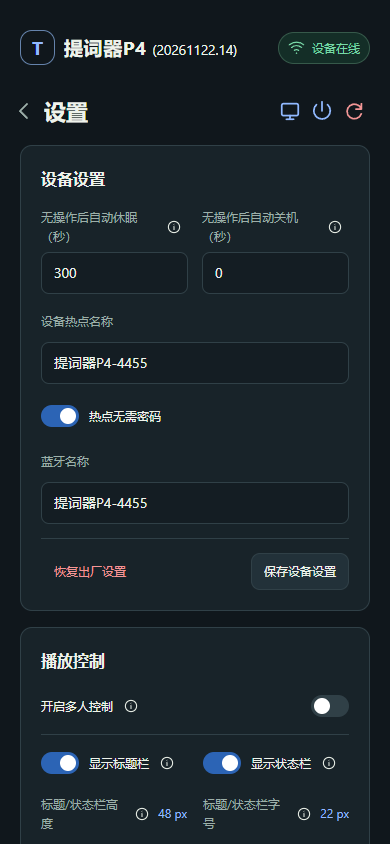 T 提词器P4 (20261122.14) 设备在线
设置
设备设置
无操作后自动休眠（秒） 无操作后自动关机（秒）
300 0
设备热点名称
提词器P4-4455
热点无需密码
蓝牙名称
提词器P4-4455
恢复出厂设置 保存设备设置
播放控制
开启多人控制
显示标题栏 显示状态栏
标题/状态栏高度 48 px 标题/状态栏字号 22 px